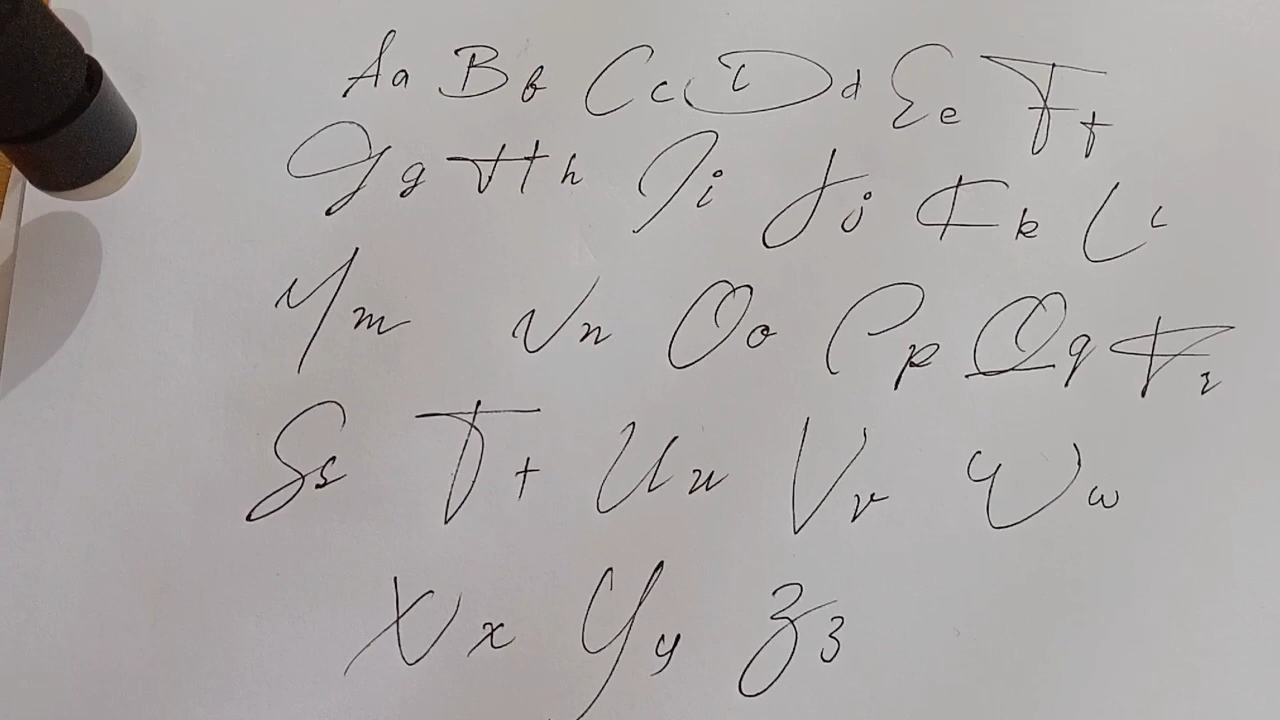 Aa Bb Cc Dd Ee Ff
Gg Hh Ii Jj Kk Ll
Mm Nn Oo Pp Qq Rr
Ss Tt Uu Vv Ww
Xx Yy Zz